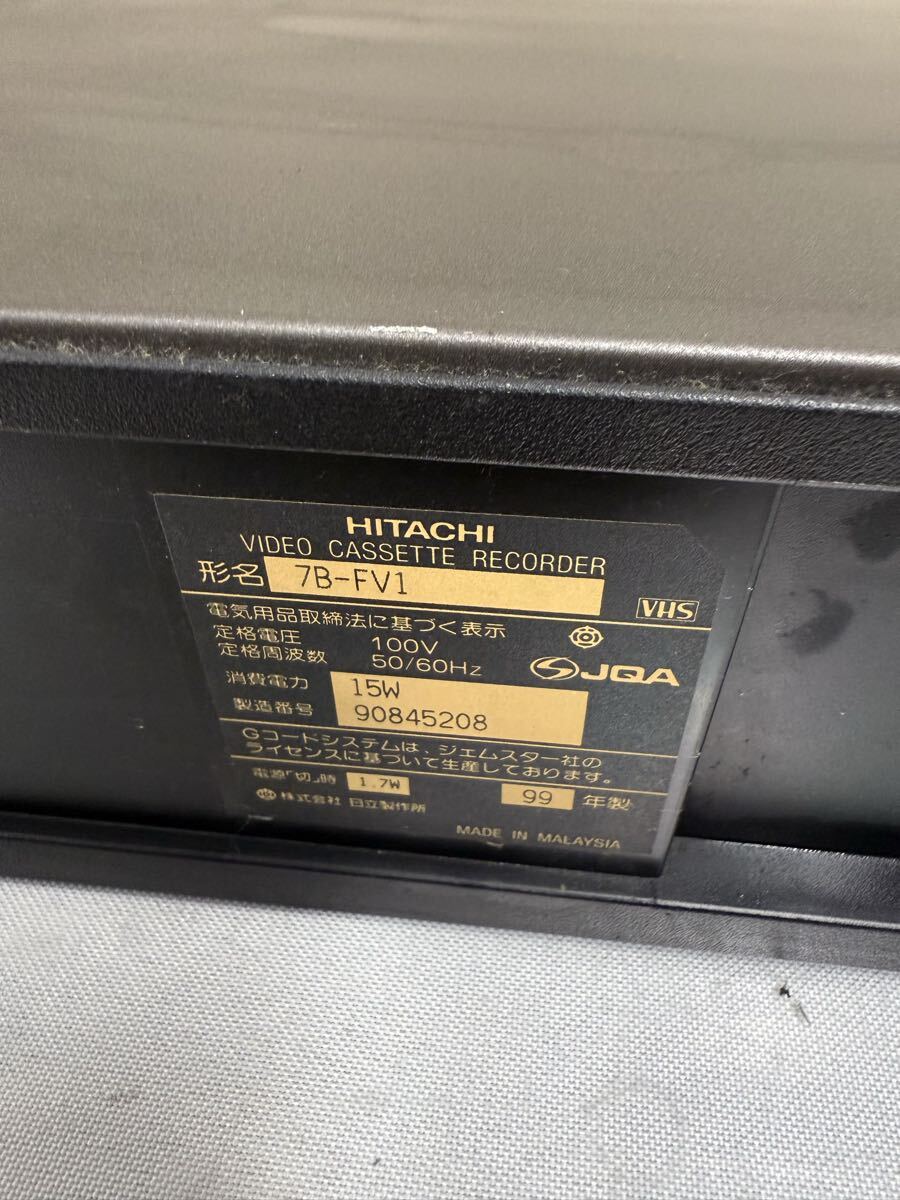 HITACHI
VIDEO CASSETTE RECORDER
形名 7B-FV1
VHS
電気用品取締法に基づく表示
定格電圧 100V
定格周波数 50/60Hz
JQA
消費電力 15W
製造番号 90845208
Gコードシステムは、ジェムスター社の
ライセンスに基づいて生産しております。
電源「切」時 1.7W
99 年製
株式会社 日立製作所
MADE IN MALAYSIA